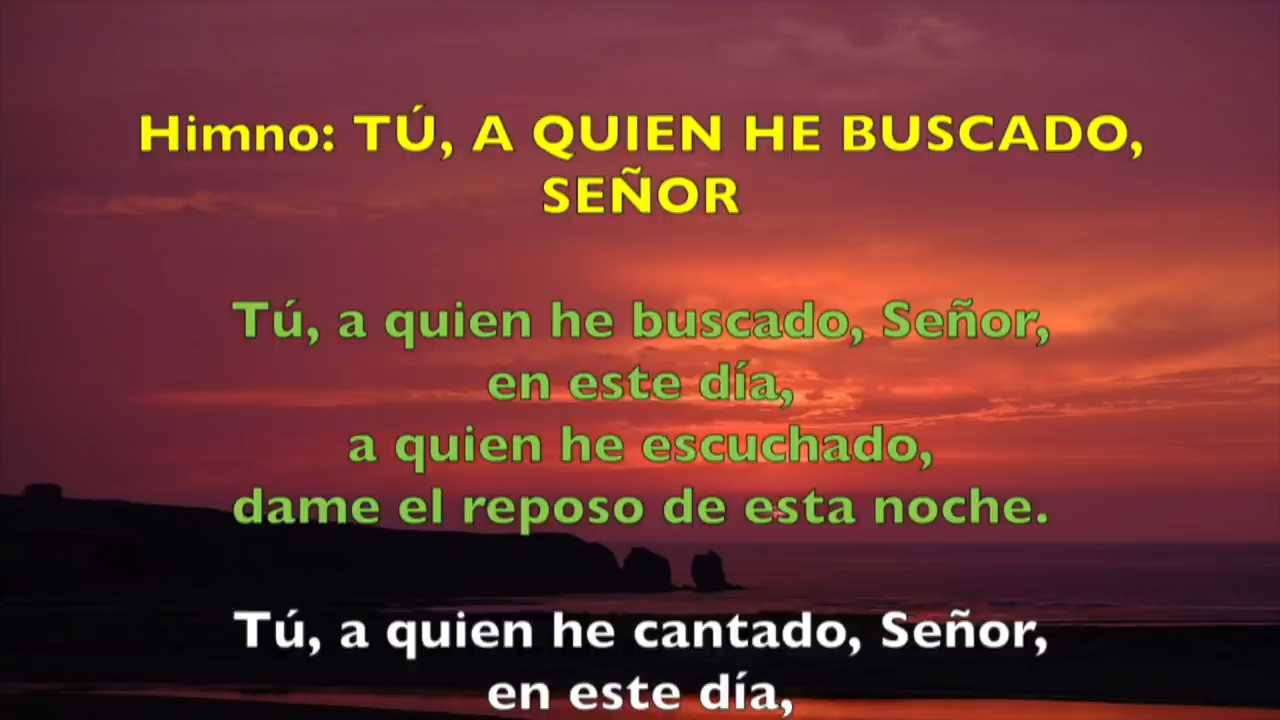 Himno: TÚ, A QUIEN HE BUSCADO,
SEÑOR
Tú, a quien he buscado, Señor,
en este día,
a quien he escuchado,
dame el reposo de esta noche.
Tú, a quien he cantado, Señor,
en este día,